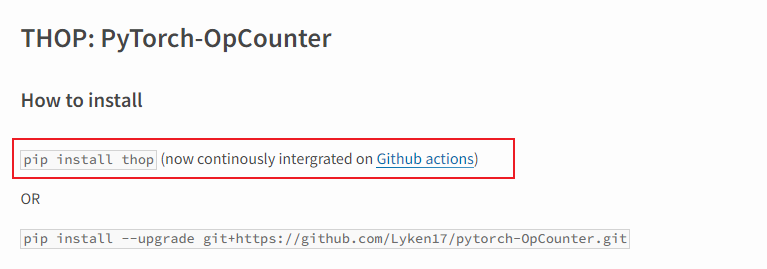 THOP: PyTorch-OpCounter
How to install
pip install thop (now continously intergrated on Github actions)
OR
pip install --upgrade git+https://github.com/Lyken17/pytorch-OpCounter.git